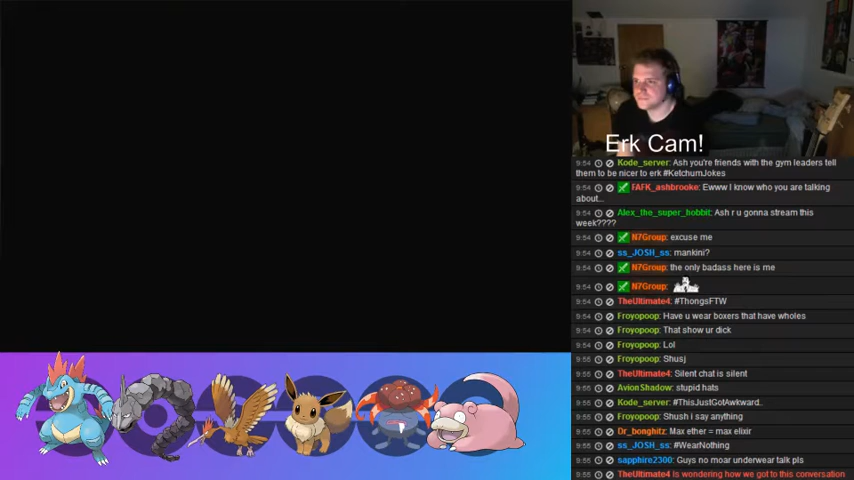 Erk Cam!
9:54 Kode_server: Ash you're friends with the gym leaders tell
them to be nicer to erk #KetchumJokes
9:54 FAFK_ashbrooke: Ewww I know who you are talking
about...
9:54 Alex_the_super_hobbit: Ash r u gonna stream this
week????
9:54 N7Group: excuse me
9:54 ss_JOSH_ss: mankini?
9:54 N7Group: the only badass here is me
9:54 N7Group:
9:54 TheUltimate4: #ThongsFTW
9:54 Froyopoop: Have u wear boxers that have wholes
9:54 Froyopoop: That show ur dick
9:54 Froyopoop: Lol
9:55 Froyopoop: Shusj
9:55 TheUltimate4: Silent chat is silent
9:55 AvionShadow: stupid hats
9:55 Kode_server: #ThisJustGotAwkward..
9:55 Froyopoop: Shush i say anything
9:55 Dr_bonghitz: Max ether = max elixir
9:55 ss_JOSH_ss: #WearNothing
9:55 sapphire2300: Guys no moar underwear talk pls
9:55 TheUltimate4 Is wondering how we got to this conversation